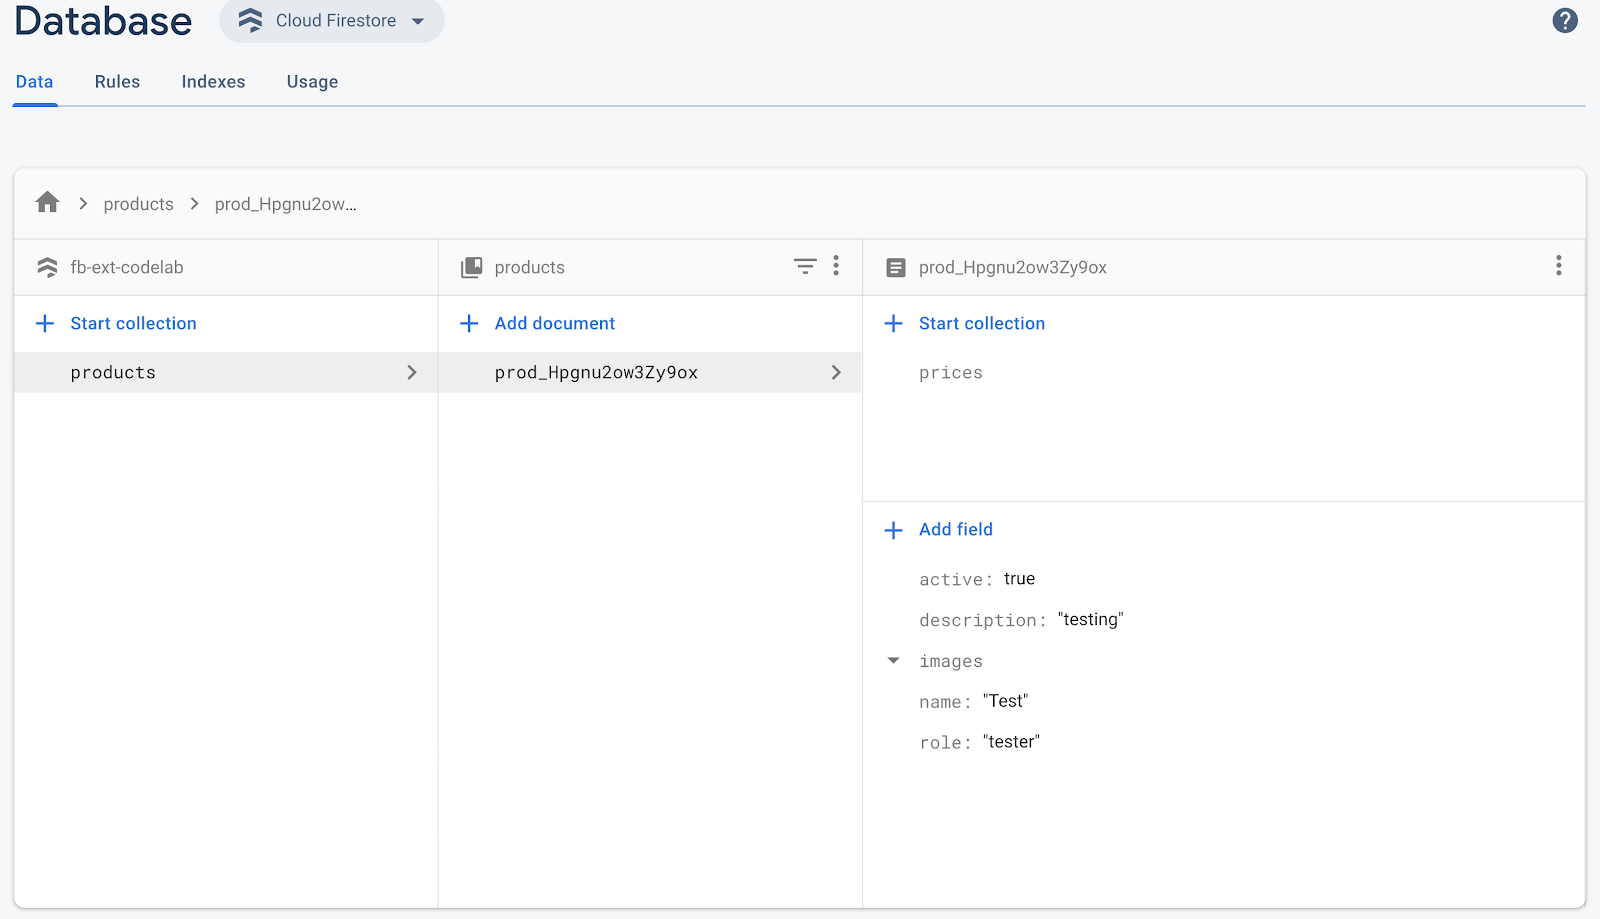 Database Cloud Firestore ?
Data Rules Indexes Usage
products prod_Hpgnu2ow...
fb-ext-codelab products prod_Hpgnu2ow3Zy9ox
Start collection Add document Start collection
products prod_Hpgnu2ow3Zy9ox prices
Add field
active: true
description: "testing"
images
name: "Test"
role: "tester"